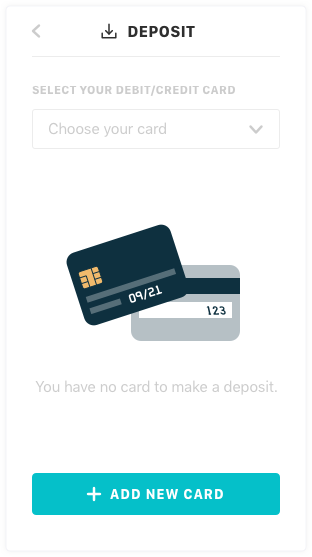 DEPOSIT
SELECT YOUR DEBIT/CREDIT CARD
Choose your card
09/21
123
You have no card to make a deposit.
ADD NEW CARD